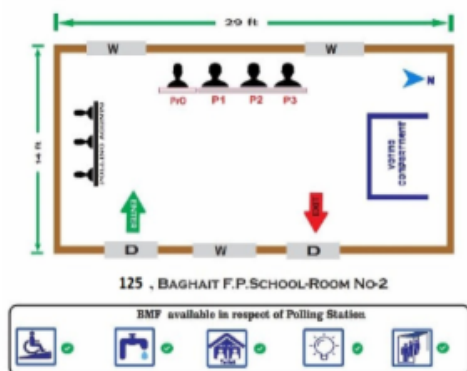 29 ft
W
W
PrO P1 P2 P3
N
14 ft
POLLING AGENTS
VOTING
COMPARTMENT
ENTER
EXIT
D
W
D
125 , BAGHAIT F.P.SCHOOL-ROOM NO-2
BMF available in respect of Polling Station